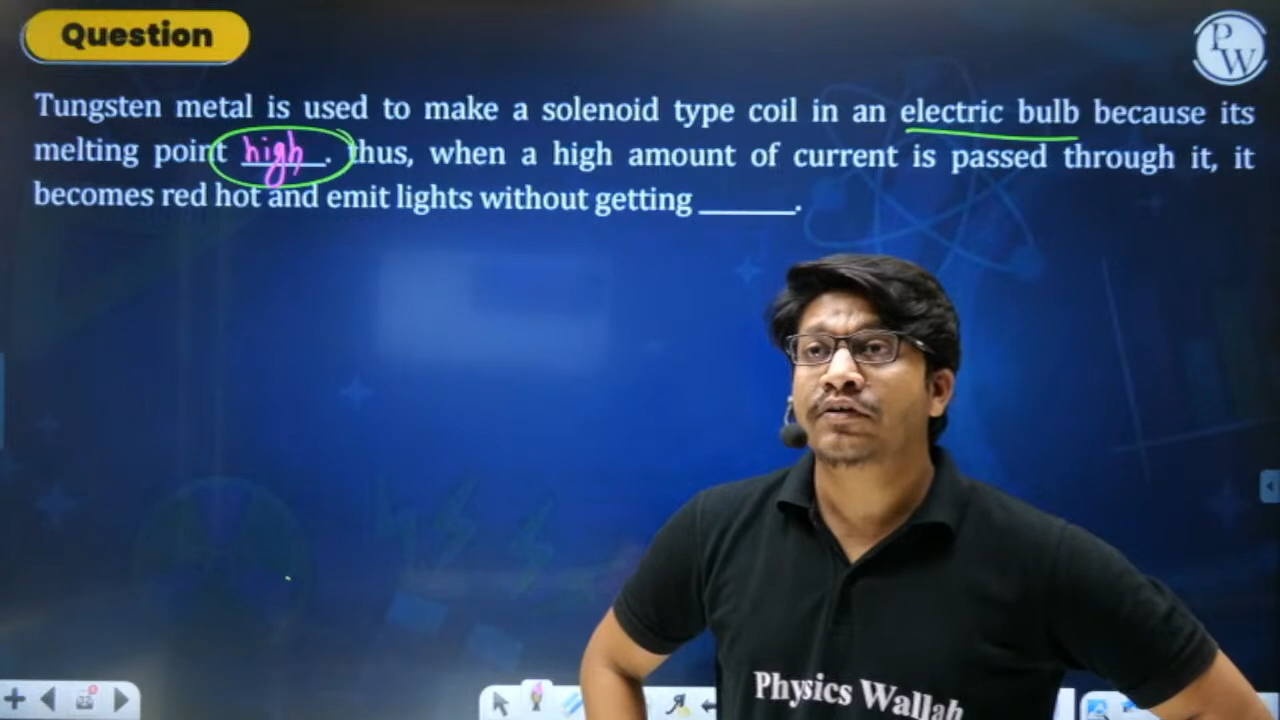 Question
PW
Tungsten metal is used to make a solenoid type coil in an electric bulb because its
melting point high. thus, when a high amount of current is passed through it, it
becomes red hot and emit lights without getting ______.
Physics Wallah